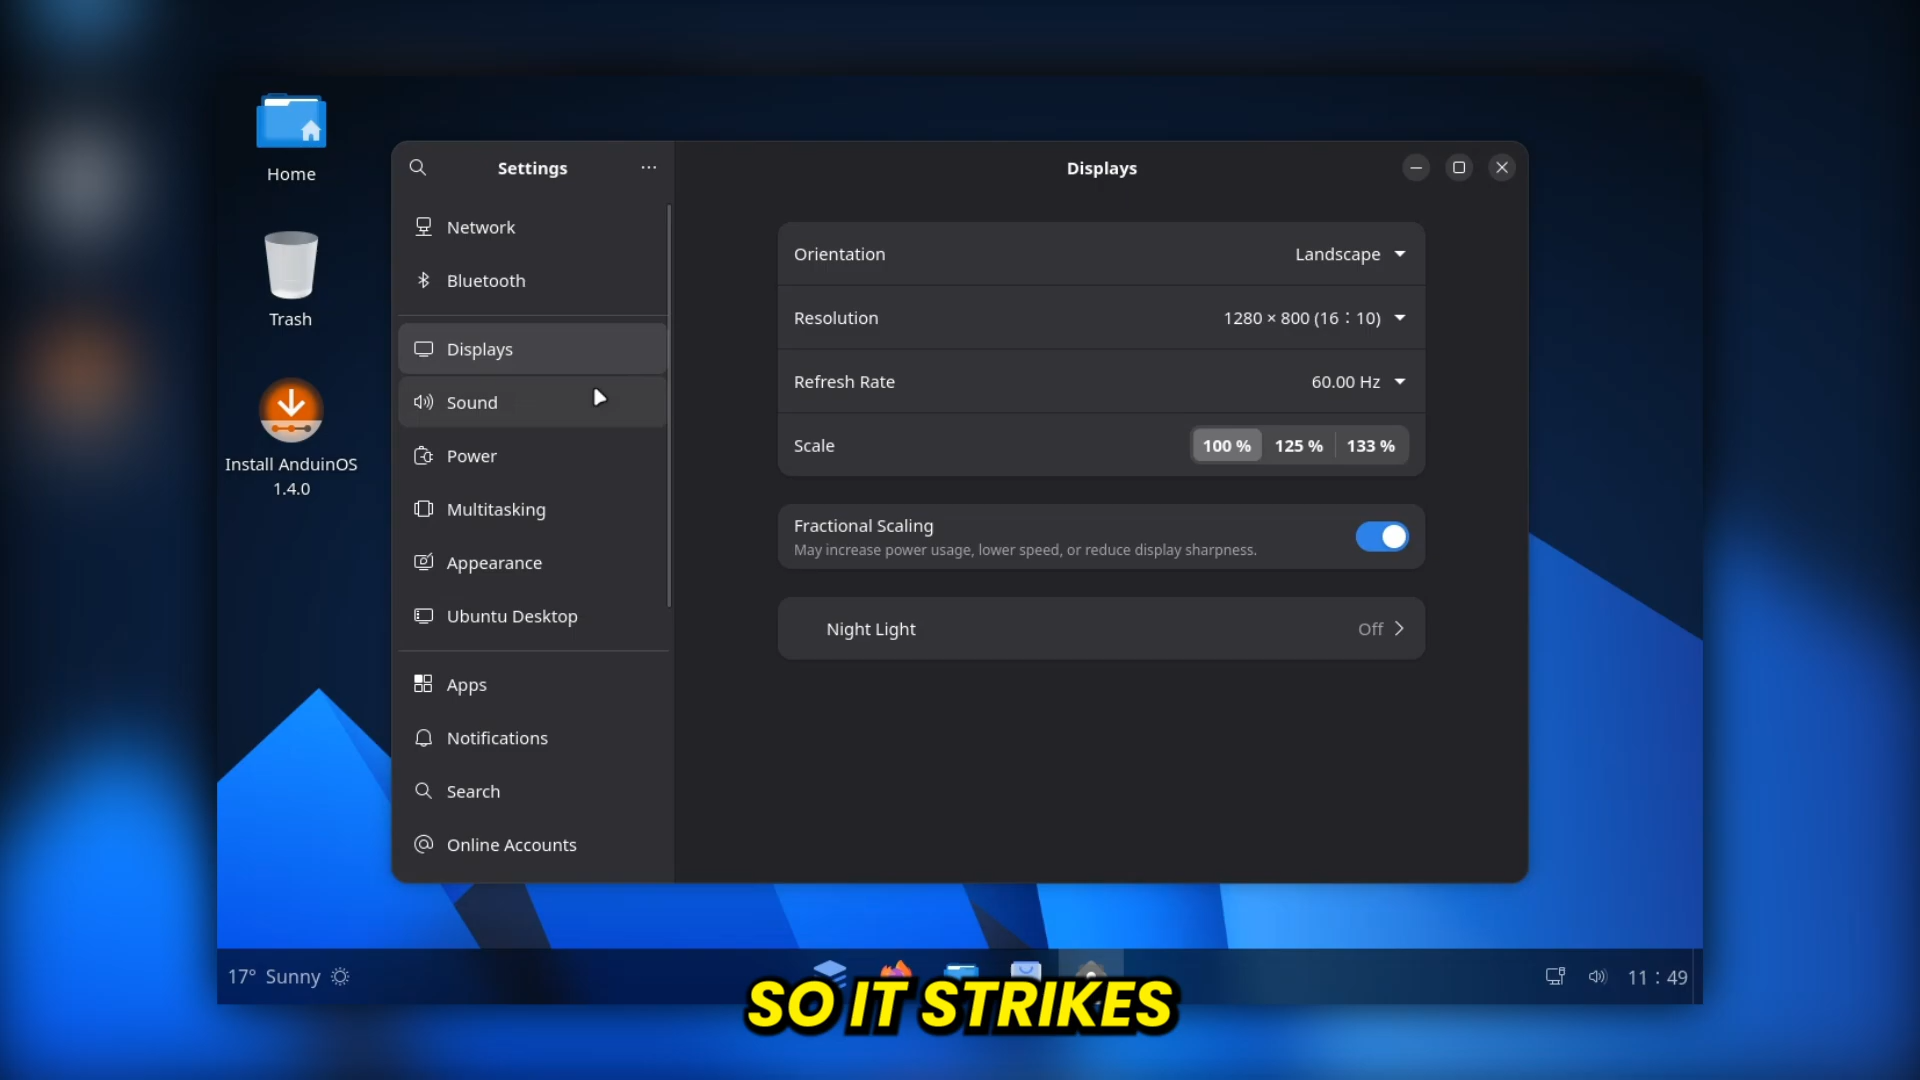 Home
Trash
Install AnduinOS
1.4.0
Settings
Network
Bluetooth
Displays
Sound
Power
Multitasking
Appearance
Ubuntu Desktop
Apps
Notifications
Search
Online Accounts
Displays
Orientation
Landscape
Resolution
1280 × 800 (16∶10)
Refresh Rate
60.00 Hz
Scale
100 %
125 %
133 %
Fractional Scaling
May increase power usage, lower speed, or reduce display sharpness.
Night Light
Off
17° Sunny
11∶49
SO IT STRIKES